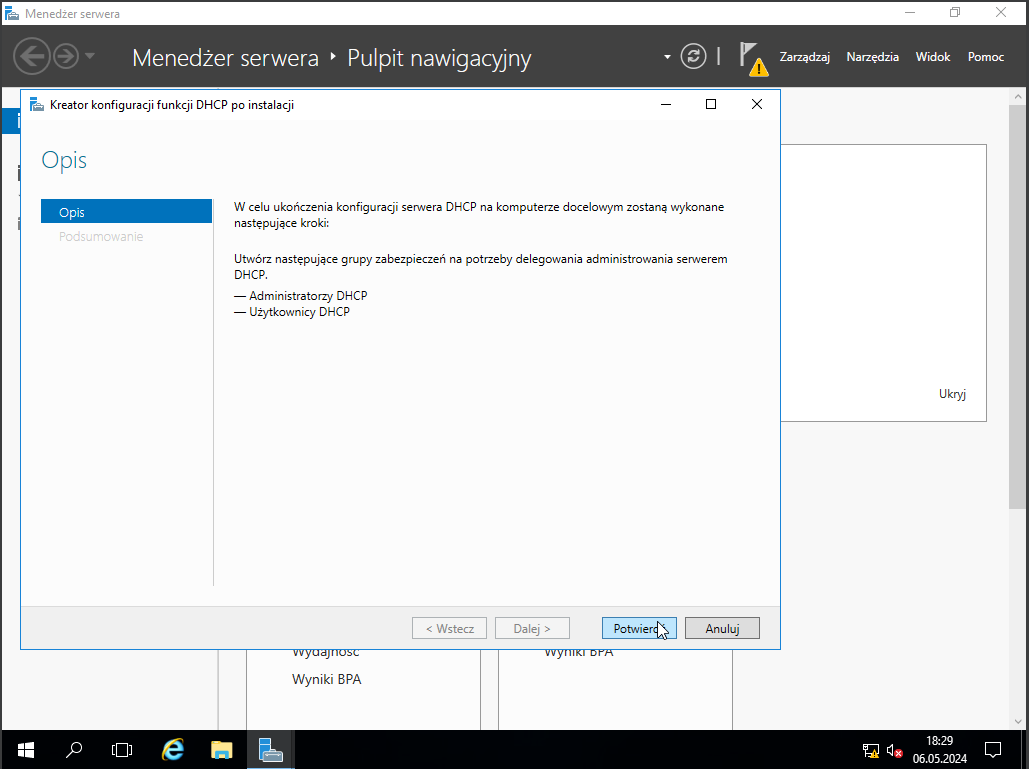 Menedżer serwera
Menedżer serwera
Pulpit nawigacyjny
Zarządzaj
Narzędzia
Widok
Pomoc
Kreator konfiguracji funkcji DHCP po instalacji
Opis
Opis
Podsumowanie
W celu ukończenia konfiguracji serwera DHCP na komputerze docelowym zostaną wykonane
następujące kroki:
Utwórz następujące grupy zabezpieczeń na potrzeby delegowania administrowania serwerem
DHCP.
— Administratorzy DHCP
— Użytkownicy DHCP
Ukryj
< Wstecz
Dalej >
Anuluj
Wydajność
Wyniki BPA
Wyniki BPA
18:29
06.05.2024